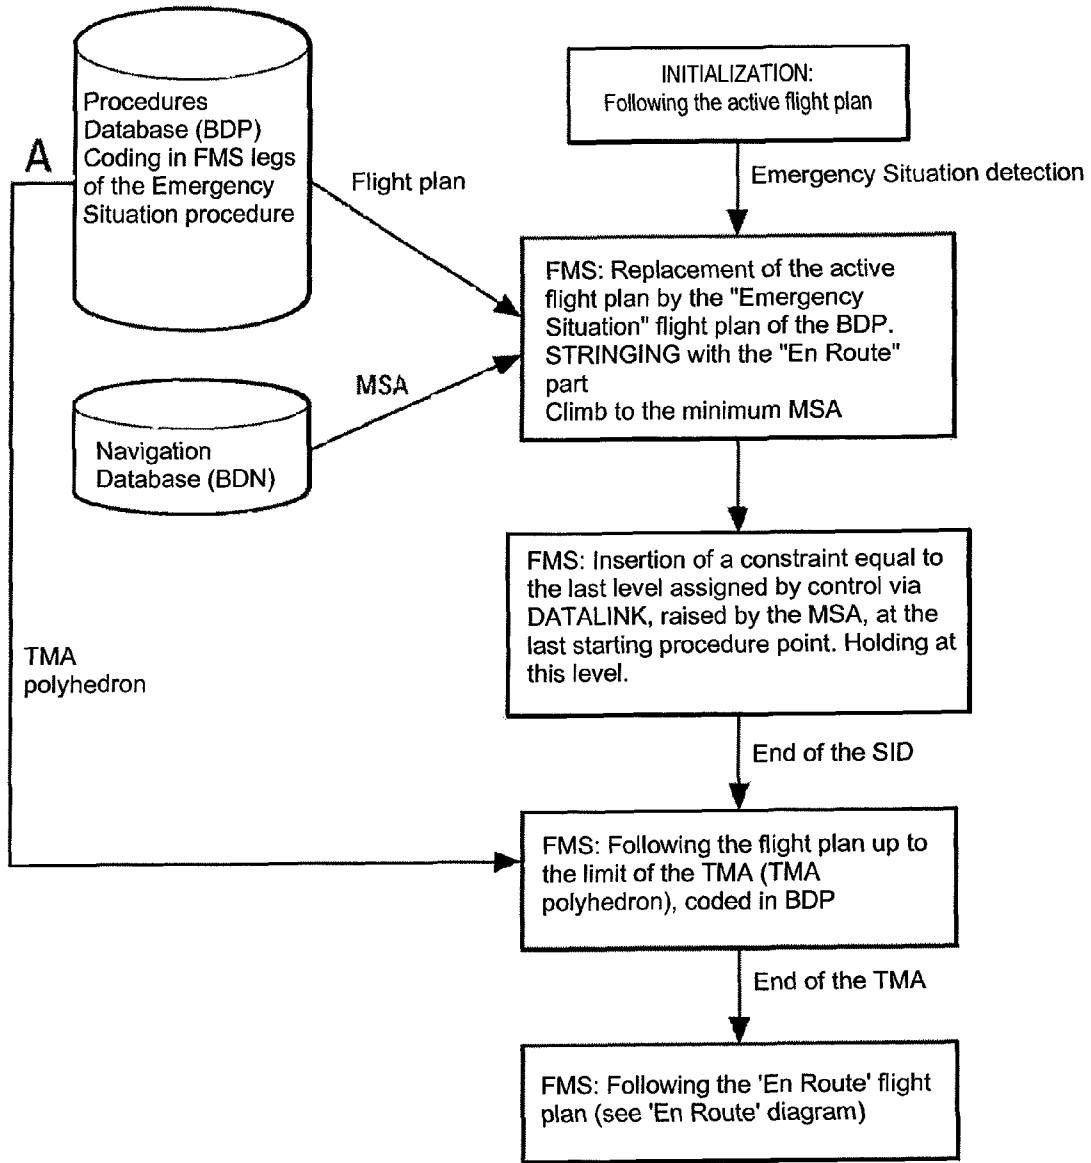 INITIALIZATION:
Following the active flight plan
Procedures
Database (BDP)
Coding in FMS legs
of the Emergency
Situation procedure
A
Flight plan
Emergency Situation detection
FMS: Replacement of the active
flight plan by the "Emergency
Situation" flight plan of the BDP.
STRINGING with the "En Route"
part
Climb to the minimum MSA
MSA
Navigation
Database (BDN)
FMS: Insertion of a constraint equal to
the last level assigned by control via
DATALINK, raised by the MSA, at the
last starting procedure point. Holding at
this level.
TMA
polyhedron
End of the SID
FMS: Following the flight plan up to
the limit of the TMA (TMA
polyhedron), coded in BDP
End of the TMA
FMS: Following the 'En Route' flight
plan (see 'En Route' diagram)